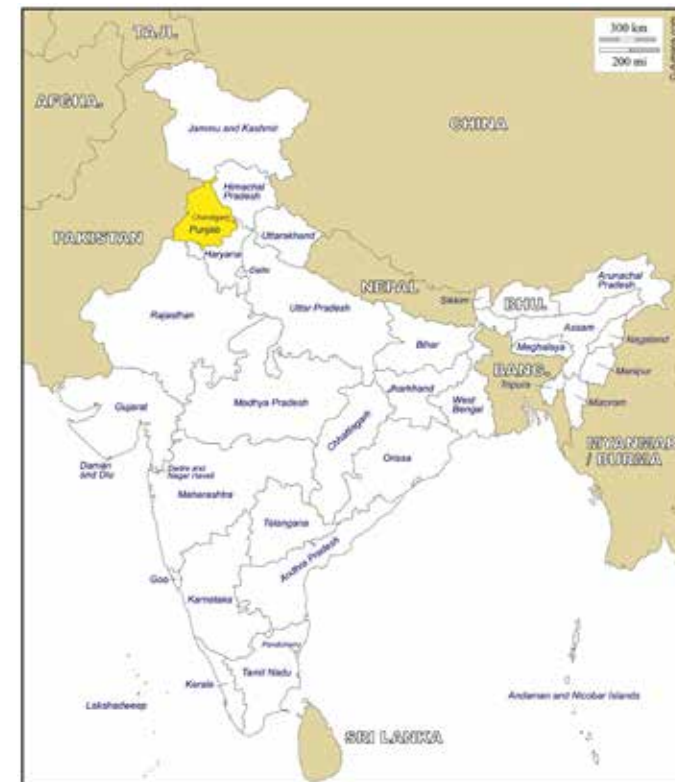 TAJI.
300 km
200 mi
AFGHA.
CHINA
Jammu and Kashmir
Himachal
Pradesh
Chandigarh
Punjab
PAKISTAN
Uttarakhand
Haryana
Delhi
NEPAL
Arunachal
Pradesh
Sikkim
BHU.
Rajasthan
Uttar Pradesh
Assam
Nagaland
Bihar
Meghalaya
BANG.
Manipur
Tripura
Jharkhand
West
Bengal
Mizoram
Gujarat
Madhya Pradesh
Chhattisgarh
MYANMAR
/ BURMA
Orissa
Daman
and Diu
Dadra and
Nagar Haveli
Maharashtra
Telangana
Andhra Pradesh
Goa
Karnataka
Tamil Nadu
Kerala
Lakshadweep
Andaman and Nicobar Islands
SRI LANKA